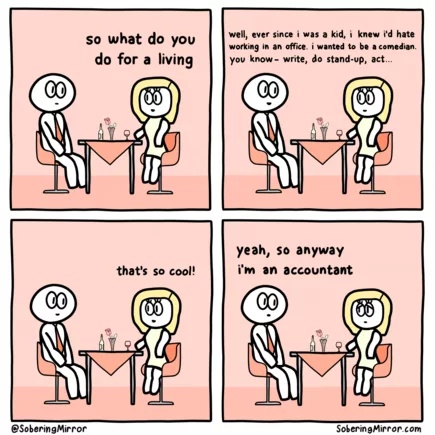 so what do you
do for a living
well, ever since i was a kid, i knew i'd hate
working in an office. i wanted to be a comedian.
you know- write, do stand-up, act...
that's so cool!
yeah, so anyway
i'm an accountant
@SoberingMirror
SoberingMirror.com